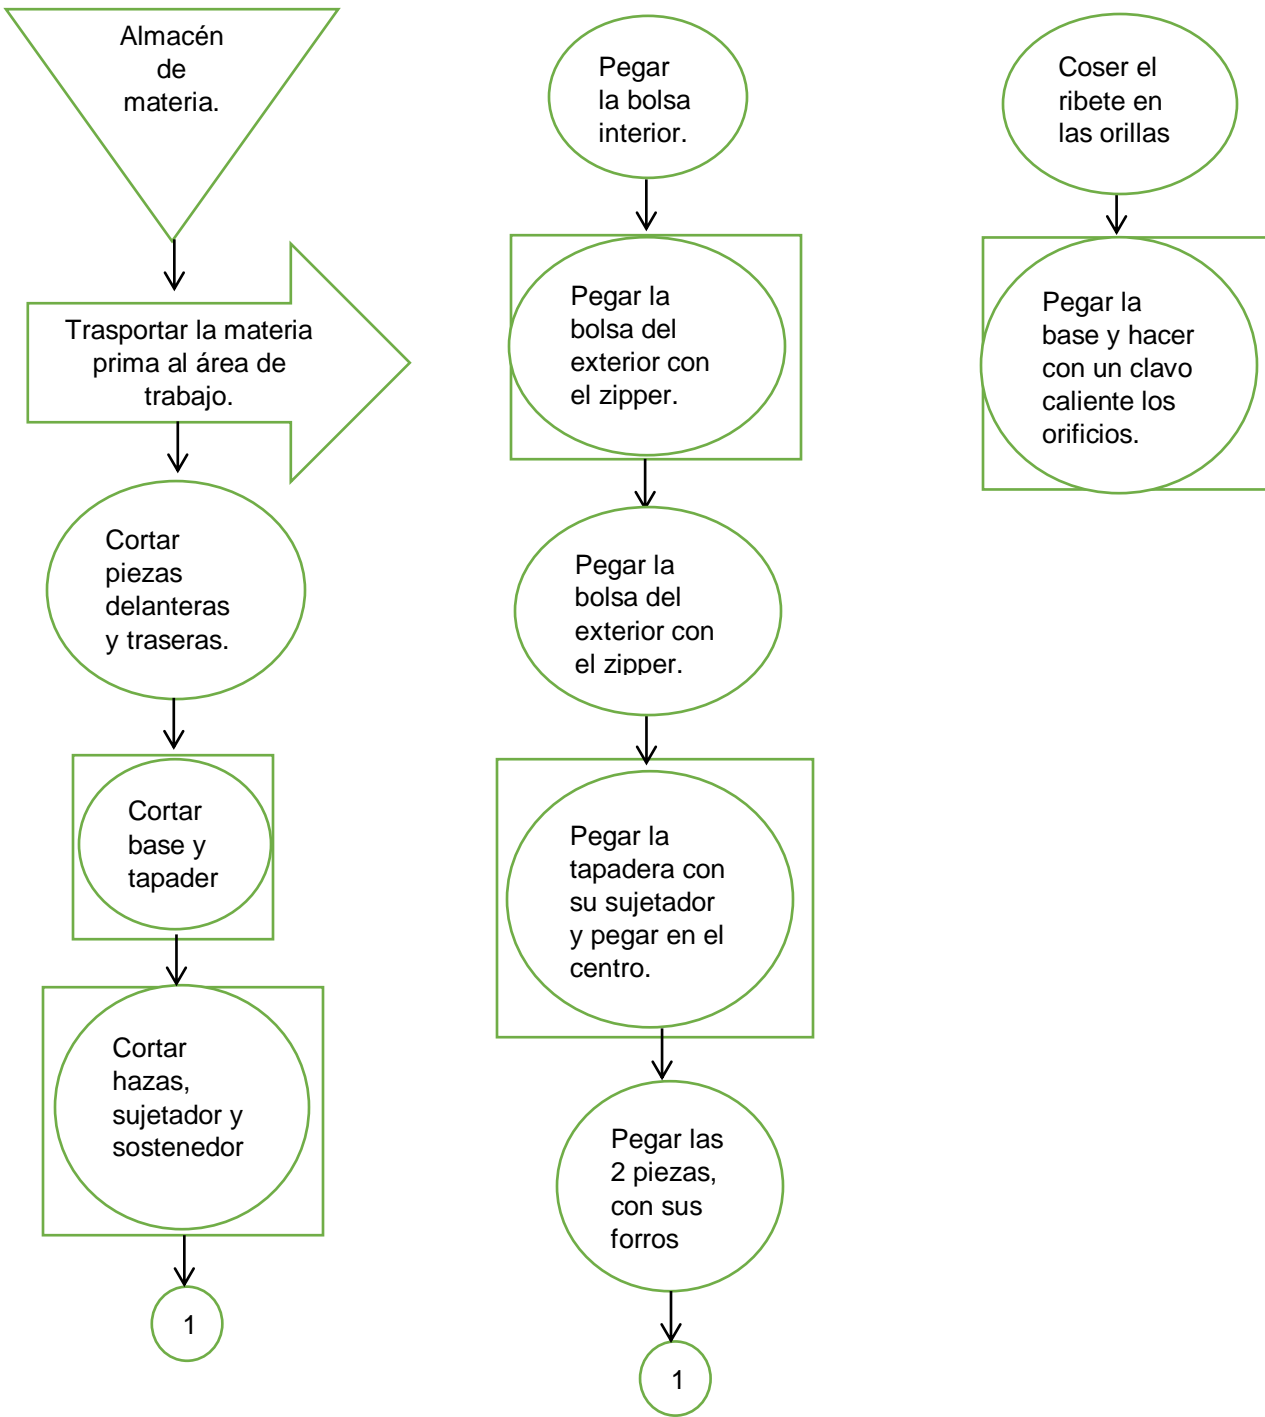 Almacén
de
materia.
Trasportar la materia
prima al área de
trabajo.
Cortar
piezas
delanteras
y traseras.
Cortar
base y
tapader
Cortar
hazas,
sujetador y
sostenedor
1
Pegar
la bolsa
interior.
Pegar la
bolsa del
exterior con
el zipper.
Pegar la
bolsa del
exterior con
el zipper.
Pegar la
tapadera con
su sujetador
y pegar en el
centro.
Pegar las
2 piezas,
con sus
forros
1
Coser el
ribete en
las orillas
Pegar la
base y hacer
con un clavo
caliente los
orificios.